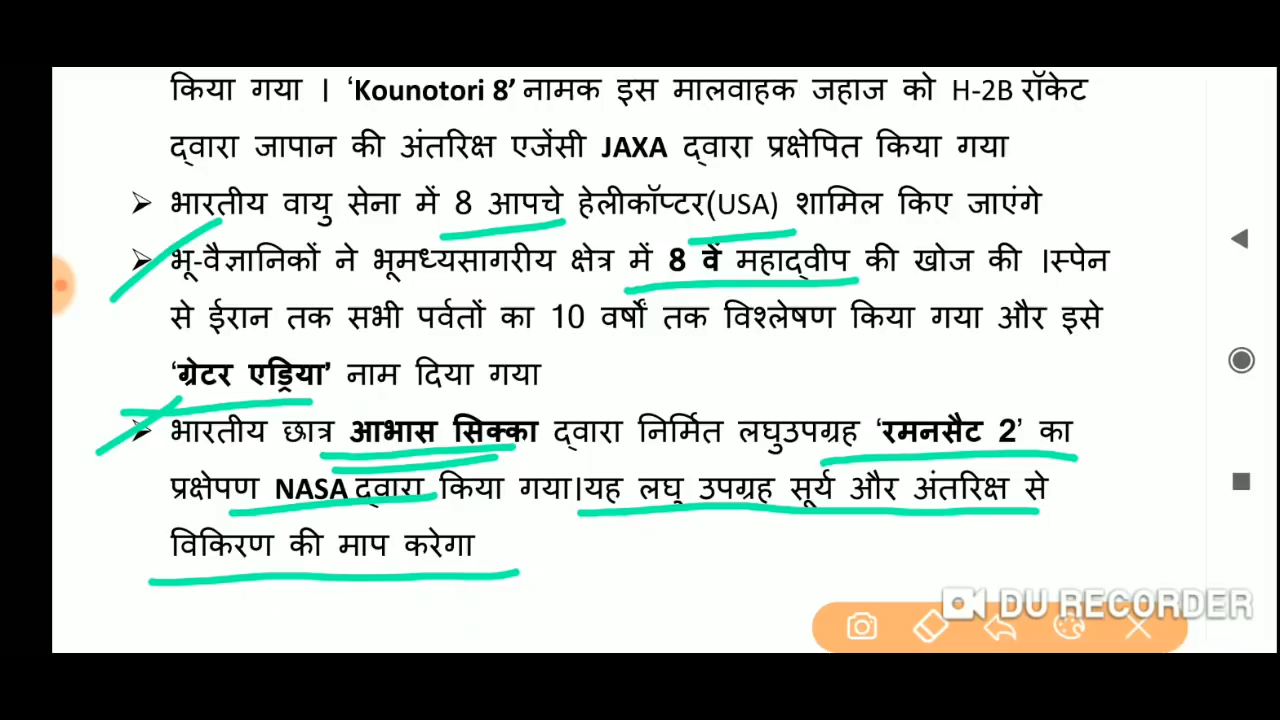 किया गया । ‘Kounotori 8’ नामक इस मालवाहक जहाज को H-2B रॉकेट
द्वारा जापान की अंतरिक्ष एजेंसी JAXA द्वारा प्रक्षेपित किया गया
➢ भारतीय वायु सेना में 8 आपचे हेलीकॉप्टर(USA) शामिल किए जाएंगे
➢ भू-वैज्ञानिकों ने भूमध्यसागरीय क्षेत्र में 8 वें महाद्वीप की खोज की ।स्पेन
से ईरान तक सभी पर्वतों का 10 वर्षों तक विश्लेषण किया गया और इसे
‘ग्रेटर एड्रिया’ नाम दिया गया
➢ भारतीय छात्र आभास सिक्का द्वारा निर्मित लघुउपग्रह ‘रमनसैट 2’ का
प्रक्षेपण NASA द्वारा किया गया।यह लघु उपग्रह सूर्य और अंतरिक्ष से
विकिरण की माप करेगा
DU RECORDER